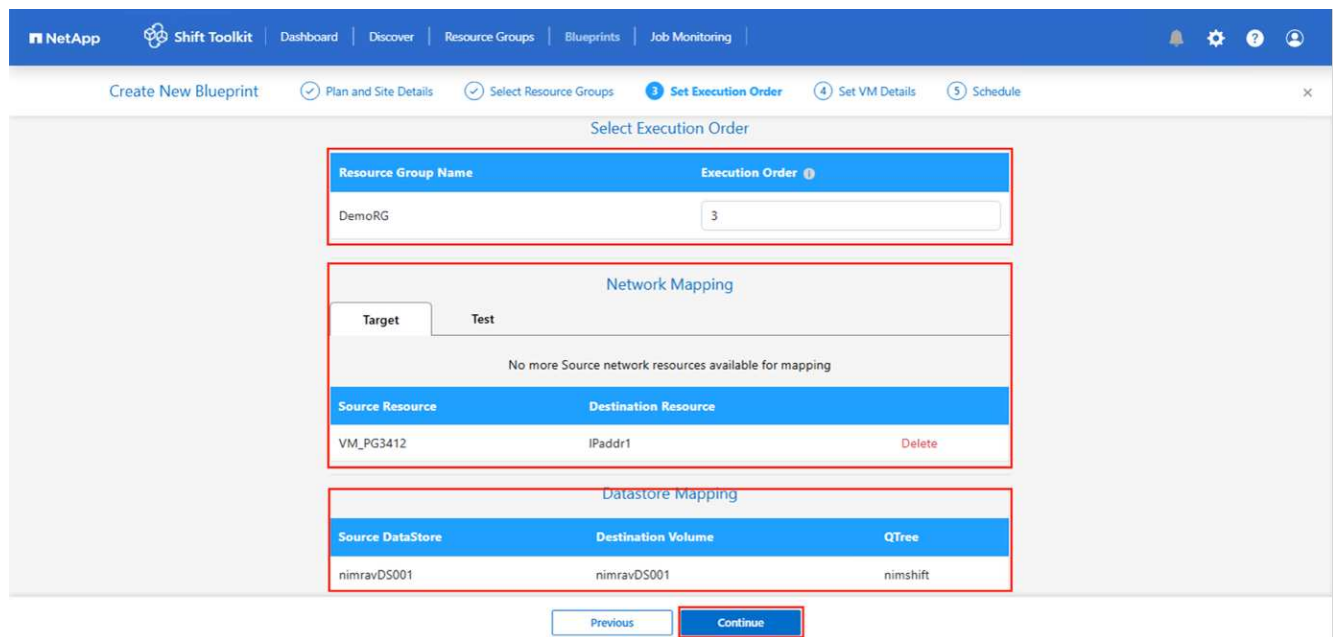 NetApp Shift Toolkit Dashboard Discover Resource Groups Blueprints Job Monitoring ?
Create New Blueprint Plan and Site Details Select Resource Groups 3 Set Execution Order 4 Set VM Details 5 Schedule ×
Select Execution Order
Resource Group Name Execution Order i
DemoRG 3
Network Mapping
Target Test
No more Source network resources available for mapping
Source Resource Destination Resource
VM_PG3412 IPaddr1 Delete
Datastore Mapping
Source DataStore Destination Volume QTree
nimravDS001 nimravDS001 nimshift
Previous Continue